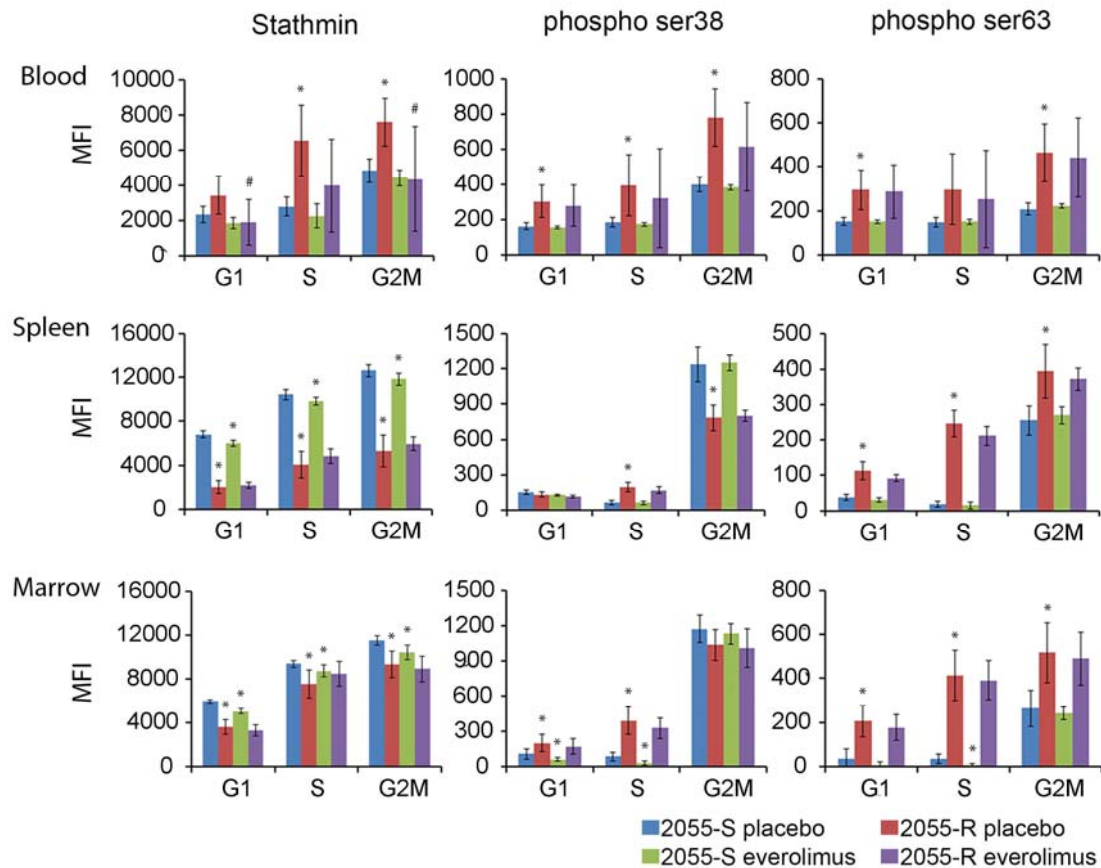 Stathmin phospho ser38 phospho ser63
Blood
10000 1000 800
8000 800 600
6000 600 400
4000 400 200
2000 200 0
0 0
MFI
* * # #
* * *
* *
G1 S G2M G1 S G2M G1 S G2M
Spleen
16000 1500 500
12000 1200 400
8000 900 300
4000 600 200
0 300 100
0 0
MFI
* * * * * *
* *
* * *
G1 S G2M G1 S G2M G1 S G2M
Marrow
16000 1500 800
12000 1200 600
8000 900 400
4000 600 200
0 300 0
0
MFI
* * * * * *
* * * *
* * * *
G1 S G2M G1 S G2M G1 S G2M
2055-S placebo 2055-R placebo
2055-S everolimus 2055-R everolimus